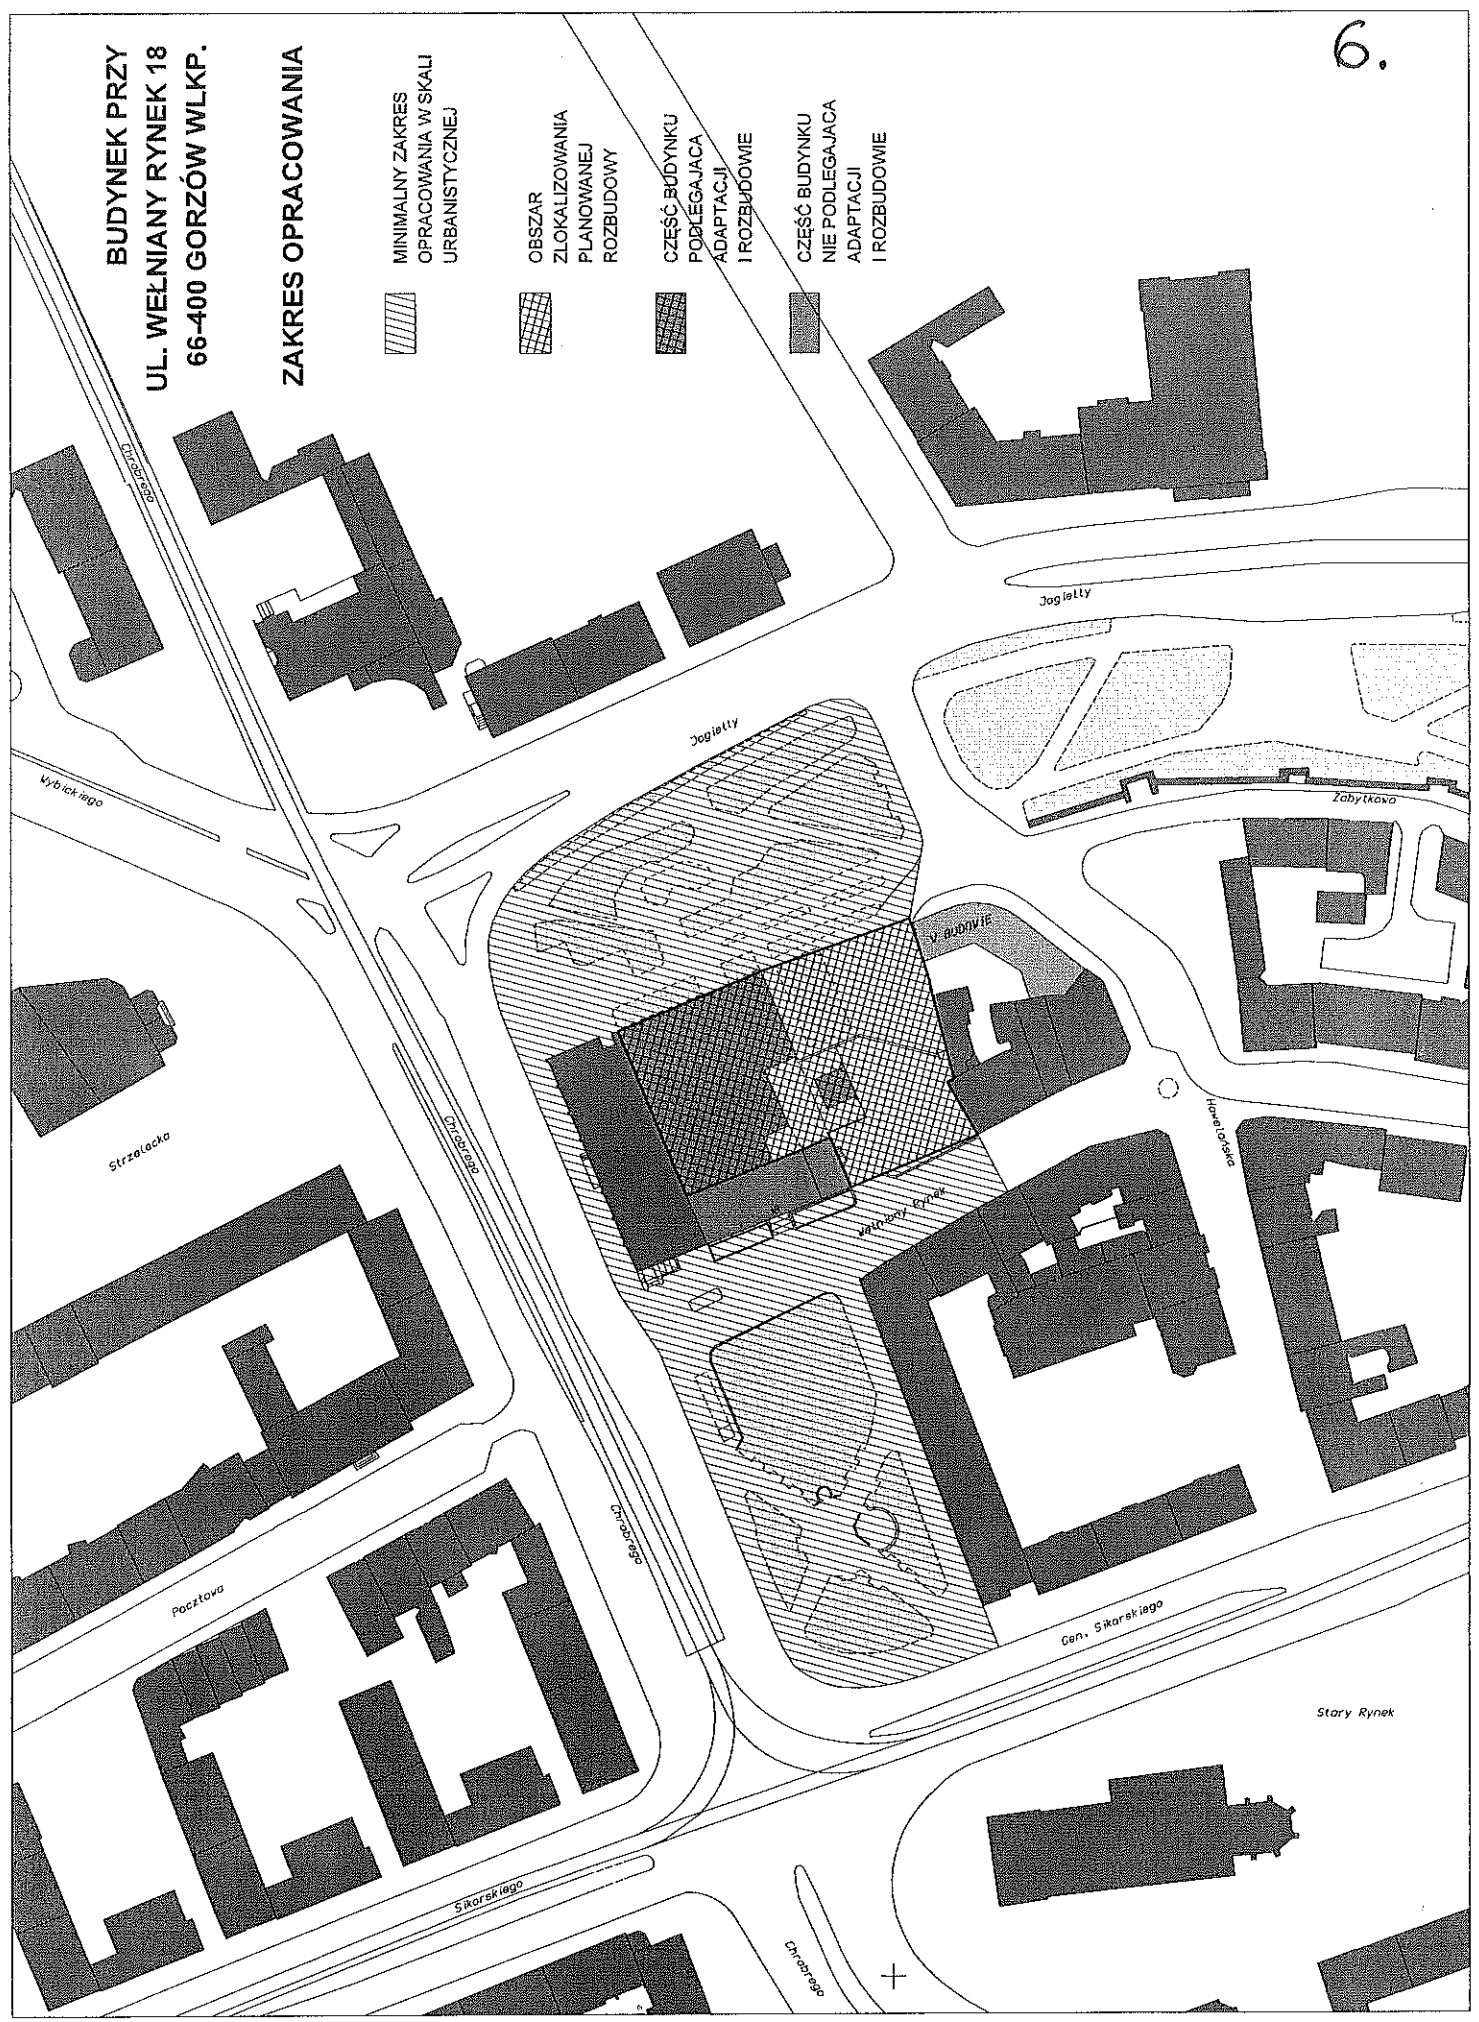 6.
BUDYNEK PRZY
UL. WEŁNIANY RYNEK 18
66-400 GORZÓW WLKP.
ZAKRES OPRACOWANIA
MINIMALNY ZAKRES
OPRACOWANIA W SKALI
URBANISTYCZNEJ
OBSZAR
ZLOKALIZOWANIA
PLANOWANEJ
ROZBUDOWY
CZĘŚĆ BUDYNKU
PODLEGAJACA
ADAPTACJI
I ROZBUDOWIE
CZĘŚĆ BUDYNKU
NIE PODLEGAJACA
ADAPTACJI
I ROZBUDOWIE
Chrobrego
Wybickiego
Jagiełły
Jagiełły
Zabytkowa
W BUDOWIE
Strzelecka
Chrobrego
Hawelańska
Wełniany Rynek
Chrobrego
Pocztowa
Gen. Sikorskiego
Stary Rynek
Sikorskiego
Chrobrego